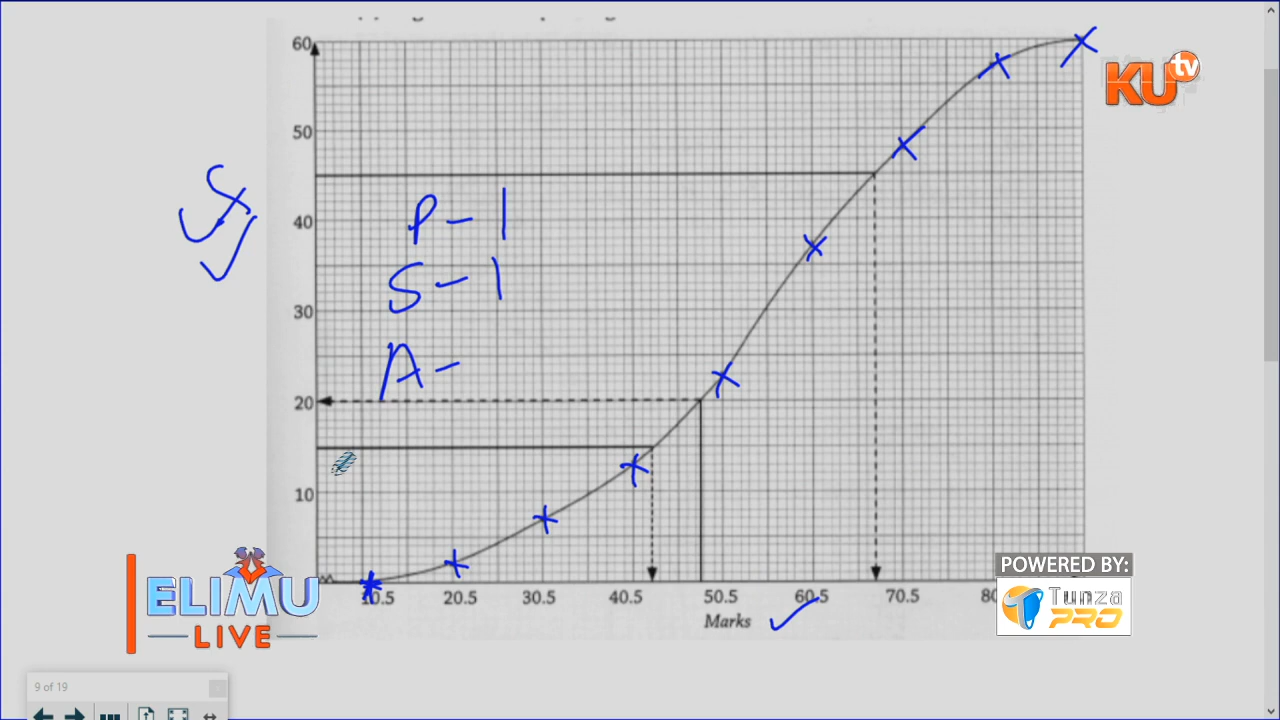 60
KU tv
50
cf
P - 1
40
S - 1
30
A -
20
10
POWERED BY:
Tunza
PRO
ELIMU
LIVE
10.5 20.5 30.5 40.5 50.5 60.5 70.5 80
Marks
9 of 19